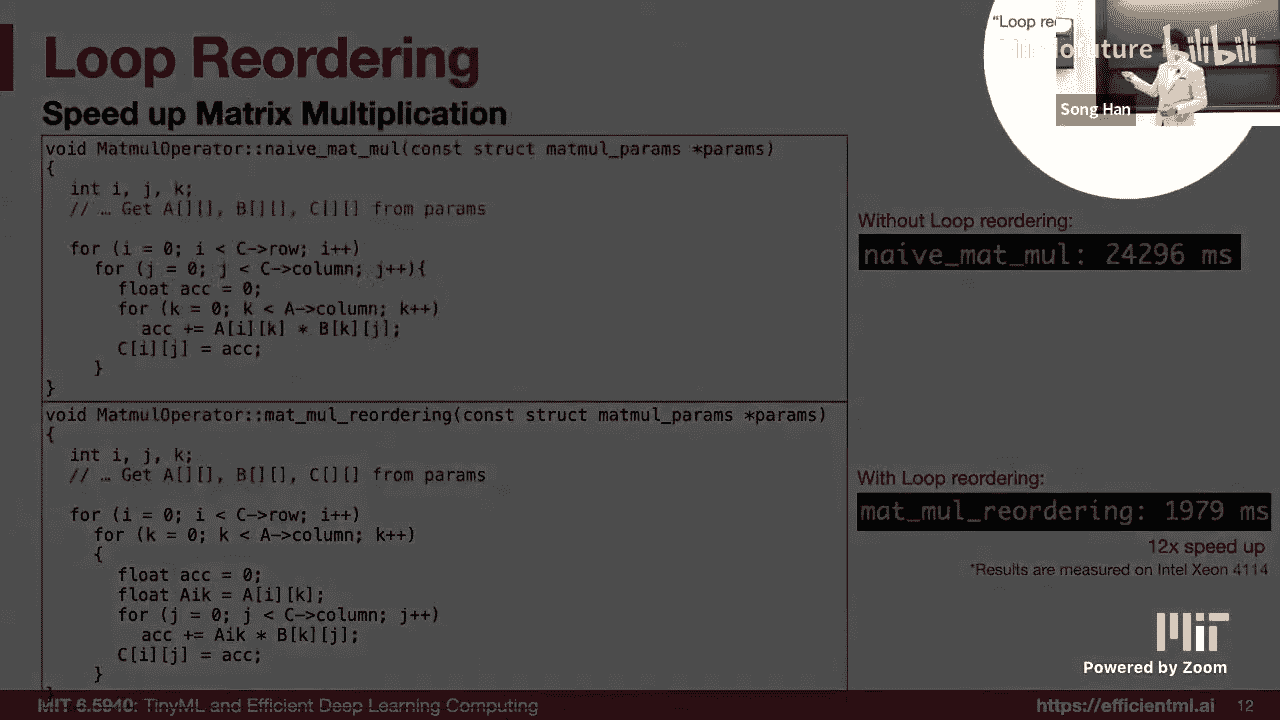 Loop Reordering
Speed up Matrix Multiplication
void MatmulOperator::naive_mat_mul(const struct matmul_params *params)
{
int i, j, k;
// … Get A[][], B[][], C[][] from params
for (i = 0; i < C->row; i++)
for (j = 0; j < C->column; j++){
float acc = 0;
for (k = 0; k < A->column; k++)
acc += A[i][k] * B[k][j];
C[i][j] = acc;
}
}
void MatmulOperator::mat_mul_reordering(const struct matmul_params *params)
{
int i, j, k;
// … Get A[][], B[][], C[][] from params
for (i = 0; i < C->row; i++)
for (k = 0; k < A->column; k++)
{
float acc = 0;
float Aik = A[i][k];
for (j = 0; j < C->column; j++)
acc += Aik * B[k][j];
C[i][j] = acc;
}
}
"Loop
bilibili
Song Han
Without Loop reordering:
naive_mat_mul: 24296 ms
With Loop reordering:
mat_mul_reordering: 1979 ms
12x speed up
*Results are measured on Intel Xeon 4114
MIT
Powered by Zoom
MIT 6.5940: TinyML and Efficient Deep Learning Computing
https://efficientml.ai
12